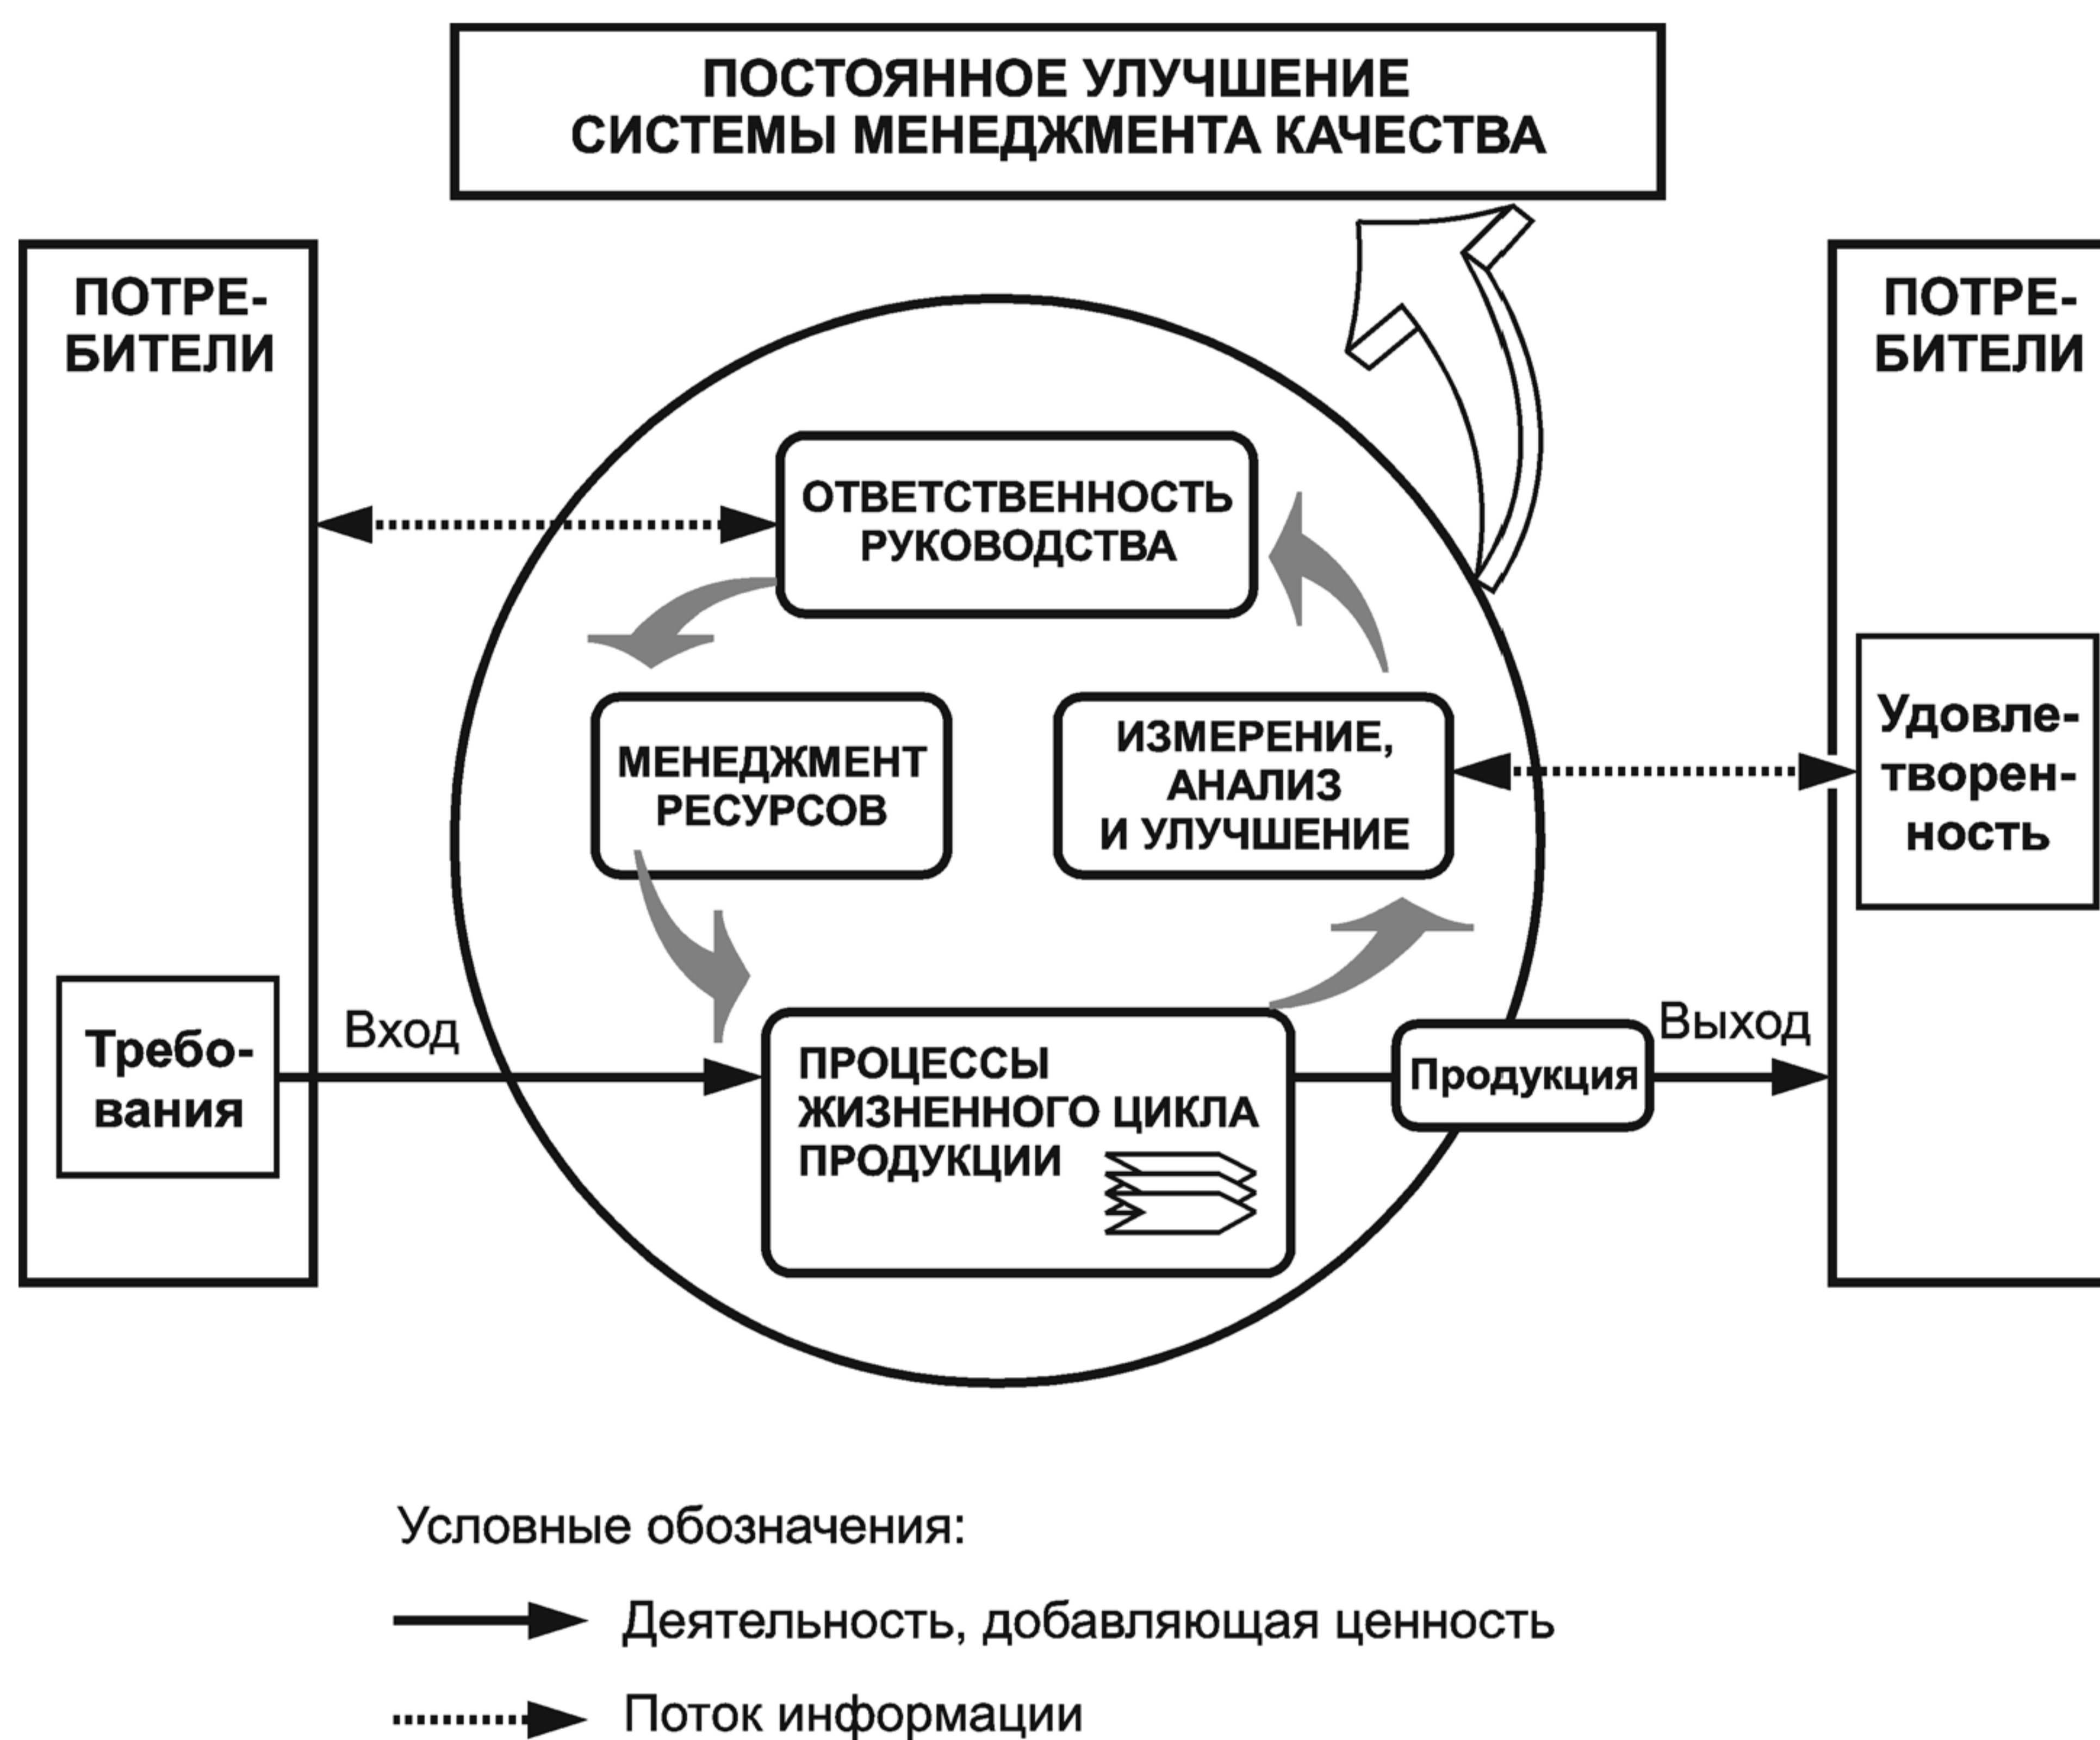 ПОСТОЯННОЕ УЛУЧШЕНИЕ
СИСТЕМЫ МЕНЕДЖМЕНТА КАЧЕСТВА
ПОТРЕ-
БИТЕЛИ
ПОТРЕ-
БИТЕЛИ
ОТВЕТСТВЕННОСТЬ
РУКОВОДСТВА
МЕНЕДЖМЕНТ
РЕСУРСОВ
ИЗМЕРЕНИЕ,
АНАЛИЗ
И УЛУЧШЕНИЕ
Удовле-
творен-
ность
Требо-
вания
Вход
ПРОЦЕССЫ
ЖИЗНЕННОГО ЦИКЛА
ПРОДУКЦИИ
Продукция
Выход
Условные обозначения:
Деятельность, добавляющая ценность
Поток информации